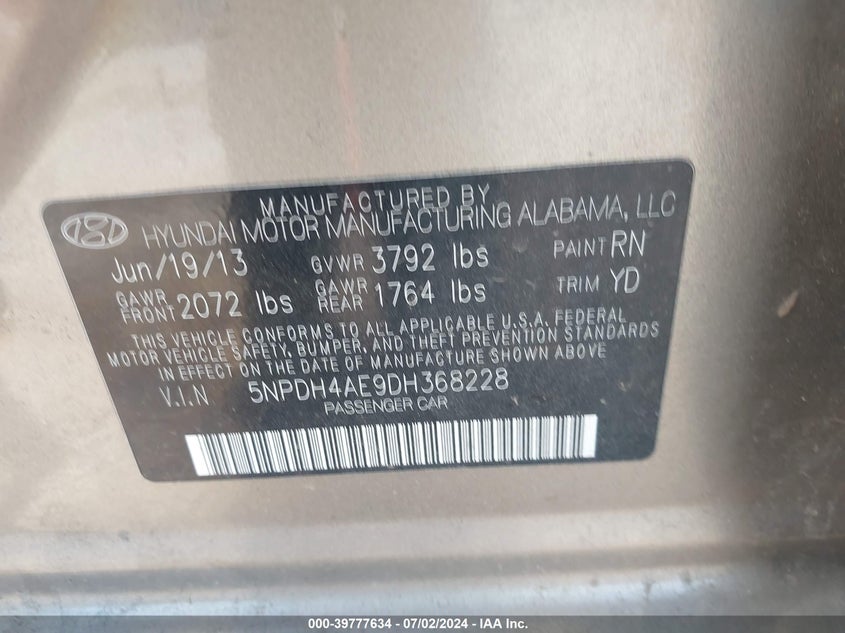 MANUFACTURED BY
HYUNDAI MOTOR MANUFACTURING ALABAMA, LLC
Jun/19/13 GVWR 3792 lbs PAINT RN
GAWR FRONT 2072 lbs GAWR REAR 1764 lbs TRIM YD
THIS VEHICLE CONFORMS TO ALL APPLICABLE U.S.A. FEDERAL
MOTOR VEHICLE SAFETY, BUMPER, AND THEFT PREVENTION STANDARDS
IN EFFECT ON THE DATE OF MANUFACTURE SHOWN ABOVE
V.I.N 5NPDH4AE9DH368228
PASSENGER CAR
000-39777634 - 07/02/2024 - IAA Inc.